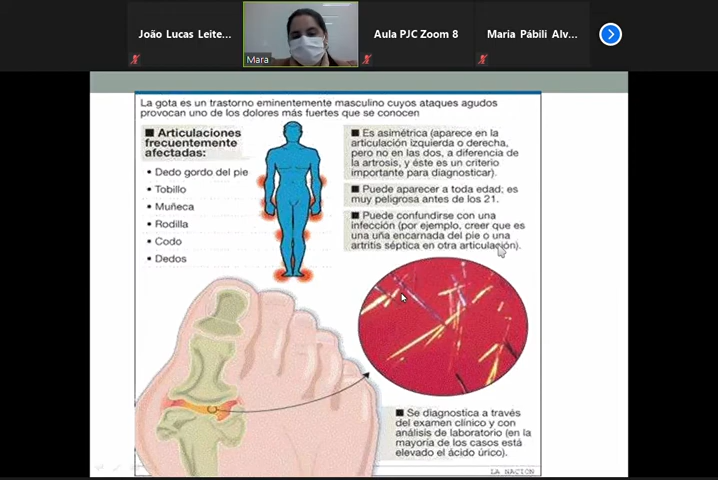 João Lucas Leite...
Mara
Aula PJC Zoom 8
Maria Pábili Alv...
La gota es un trastorno eminentemente masculino cuyos ataques agudos
provocan uno de los dolores más fuertes que se conocen
■ Articulaciones
frecuentemente
afectadas:
• Dedo gordo del pie
• Tobillo
• Muñeca
• Rodilla
• Codo
• Dedos
■ Es asimétrica (aparece en la
articulación izquierda o derecha,
pero no en las dos, a diferencia de
la artrosis, y éste es un criterio
importante para diagnosticar).
■ Puede aparecer a toda edad; es
muy peligrosa antes de los 21.
■ Puede confundirse con una
infección (por ejemplo, creer que es
una uña encarnada del pie o una
artritis séptica en otra articulación).
■ Se diagnostica a través
del examen clínico y con
análisis de laboratorio (en la
mayoría de los casos está
elevado el ácido úrico).
LA NACION